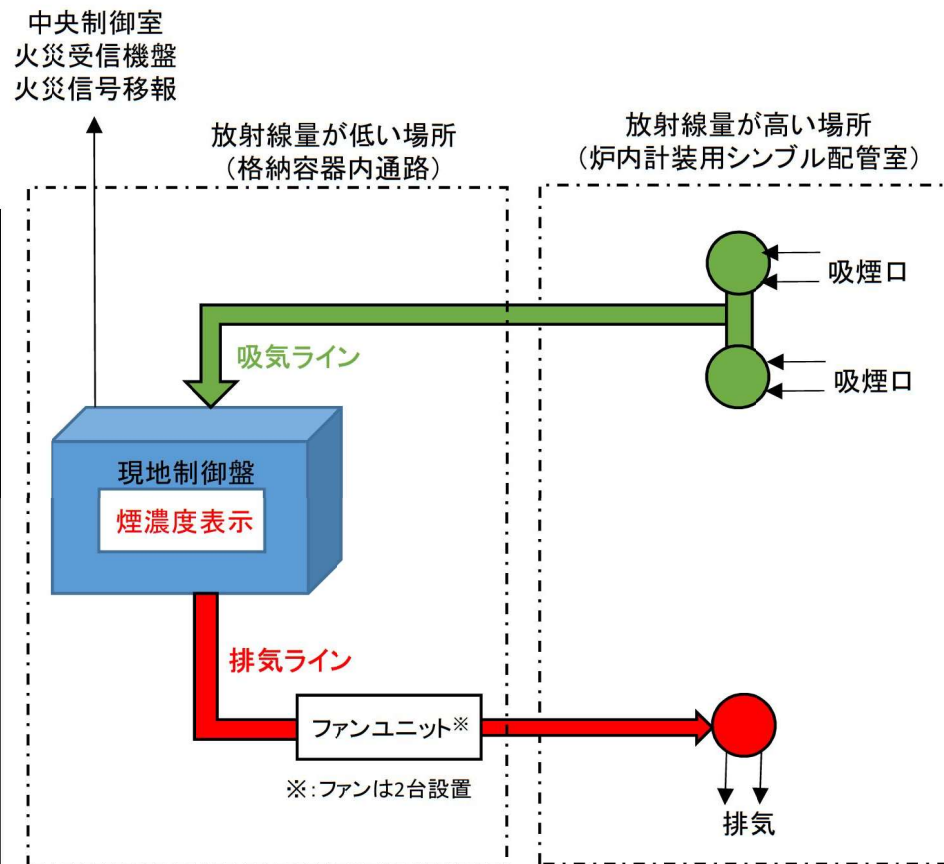 中央制御室
火災受信機盤
火災信号移報
放射線量が低い場所
（格納容器内通路）
放射線量が高い場所
（炉内計装用シンブル配管室）
吸煙口
吸気ライン
吸煙口
現地制御盤
煙濃度表示
排気ライン
ファンユニット※
※：ファンは2台設置
排気